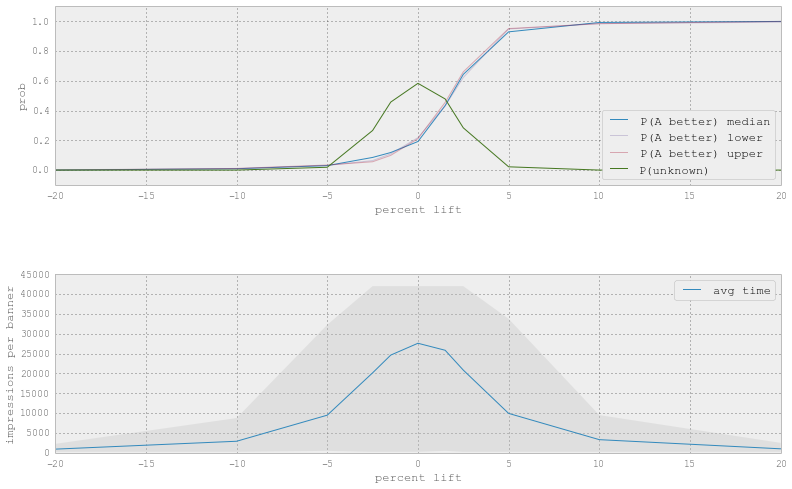 1.0
0.8
0.6
0.4
0.2
0.0
prob
P(A better) median
P(A better) lower
P(A better) upper
P(unknown)
-20 -15 -10 -5 0 5 10 15 20
percent lift
45000
40000
35000
30000
25000
20000
15000
10000
5000
0
impressions per banner
avg time
-20 -15 -10 -5 0 5 10 15 20
percent lift